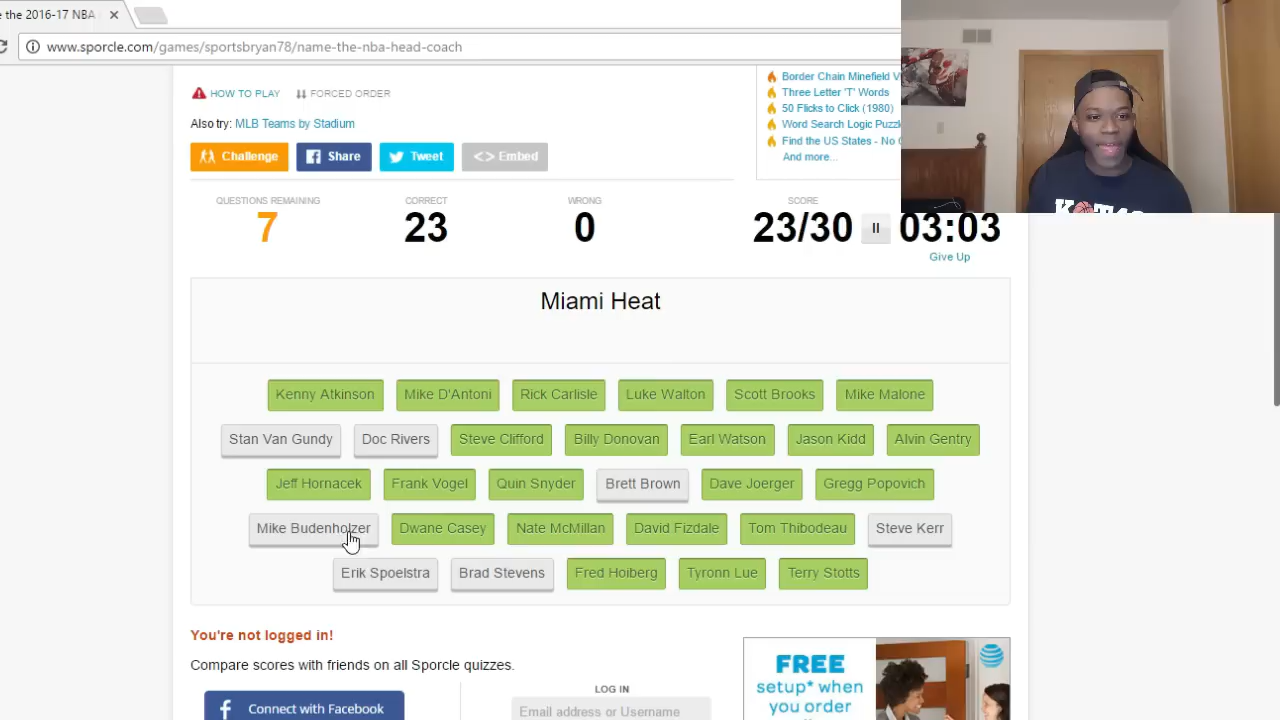 e the 2016-17 NBA
www.sporcle.com/games/sportsbryan78/name-the-nba-head-coach
HOW TO PLAY FORCED ORDER
Also try: MLB Teams by Stadium
Challenge Share Tweet <> Embed
Border Chain Minefield V
Three Letter 'T' Words
50 Flicks to Click (1980)
Word Search Logic Puzzl
Find the US States - No
And more...
QUESTIONS REMAINING CORRECT WRONG SCORE
7 23 0 23/30 03:03
Give Up
Miami Heat
Kenny Atkinson Mike D'Antoni Rick Carlisle Luke Walton Scott Brooks Mike Malone
Stan Van Gundy Doc Rivers Steve Clifford Billy Donovan Earl Watson Jason Kidd Alvin Gentry
Jeff Hornacek Frank Vogel Quin Snyder Brett Brown Dave Joerger Gregg Popovich
Mike Budenholzer Dwane Casey Nate McMillan David Fizdale Tom Thibodeau Steve Kerr
Erik Spoelstra Brad Stevens Fred Hoiberg Tyronn Lue Terry Stotts
You're not logged in!
Compare scores with friends on all Sporcle quizzes.
Connect with Facebook
LOG IN
Email address or Username
FREE
setup* when
you order